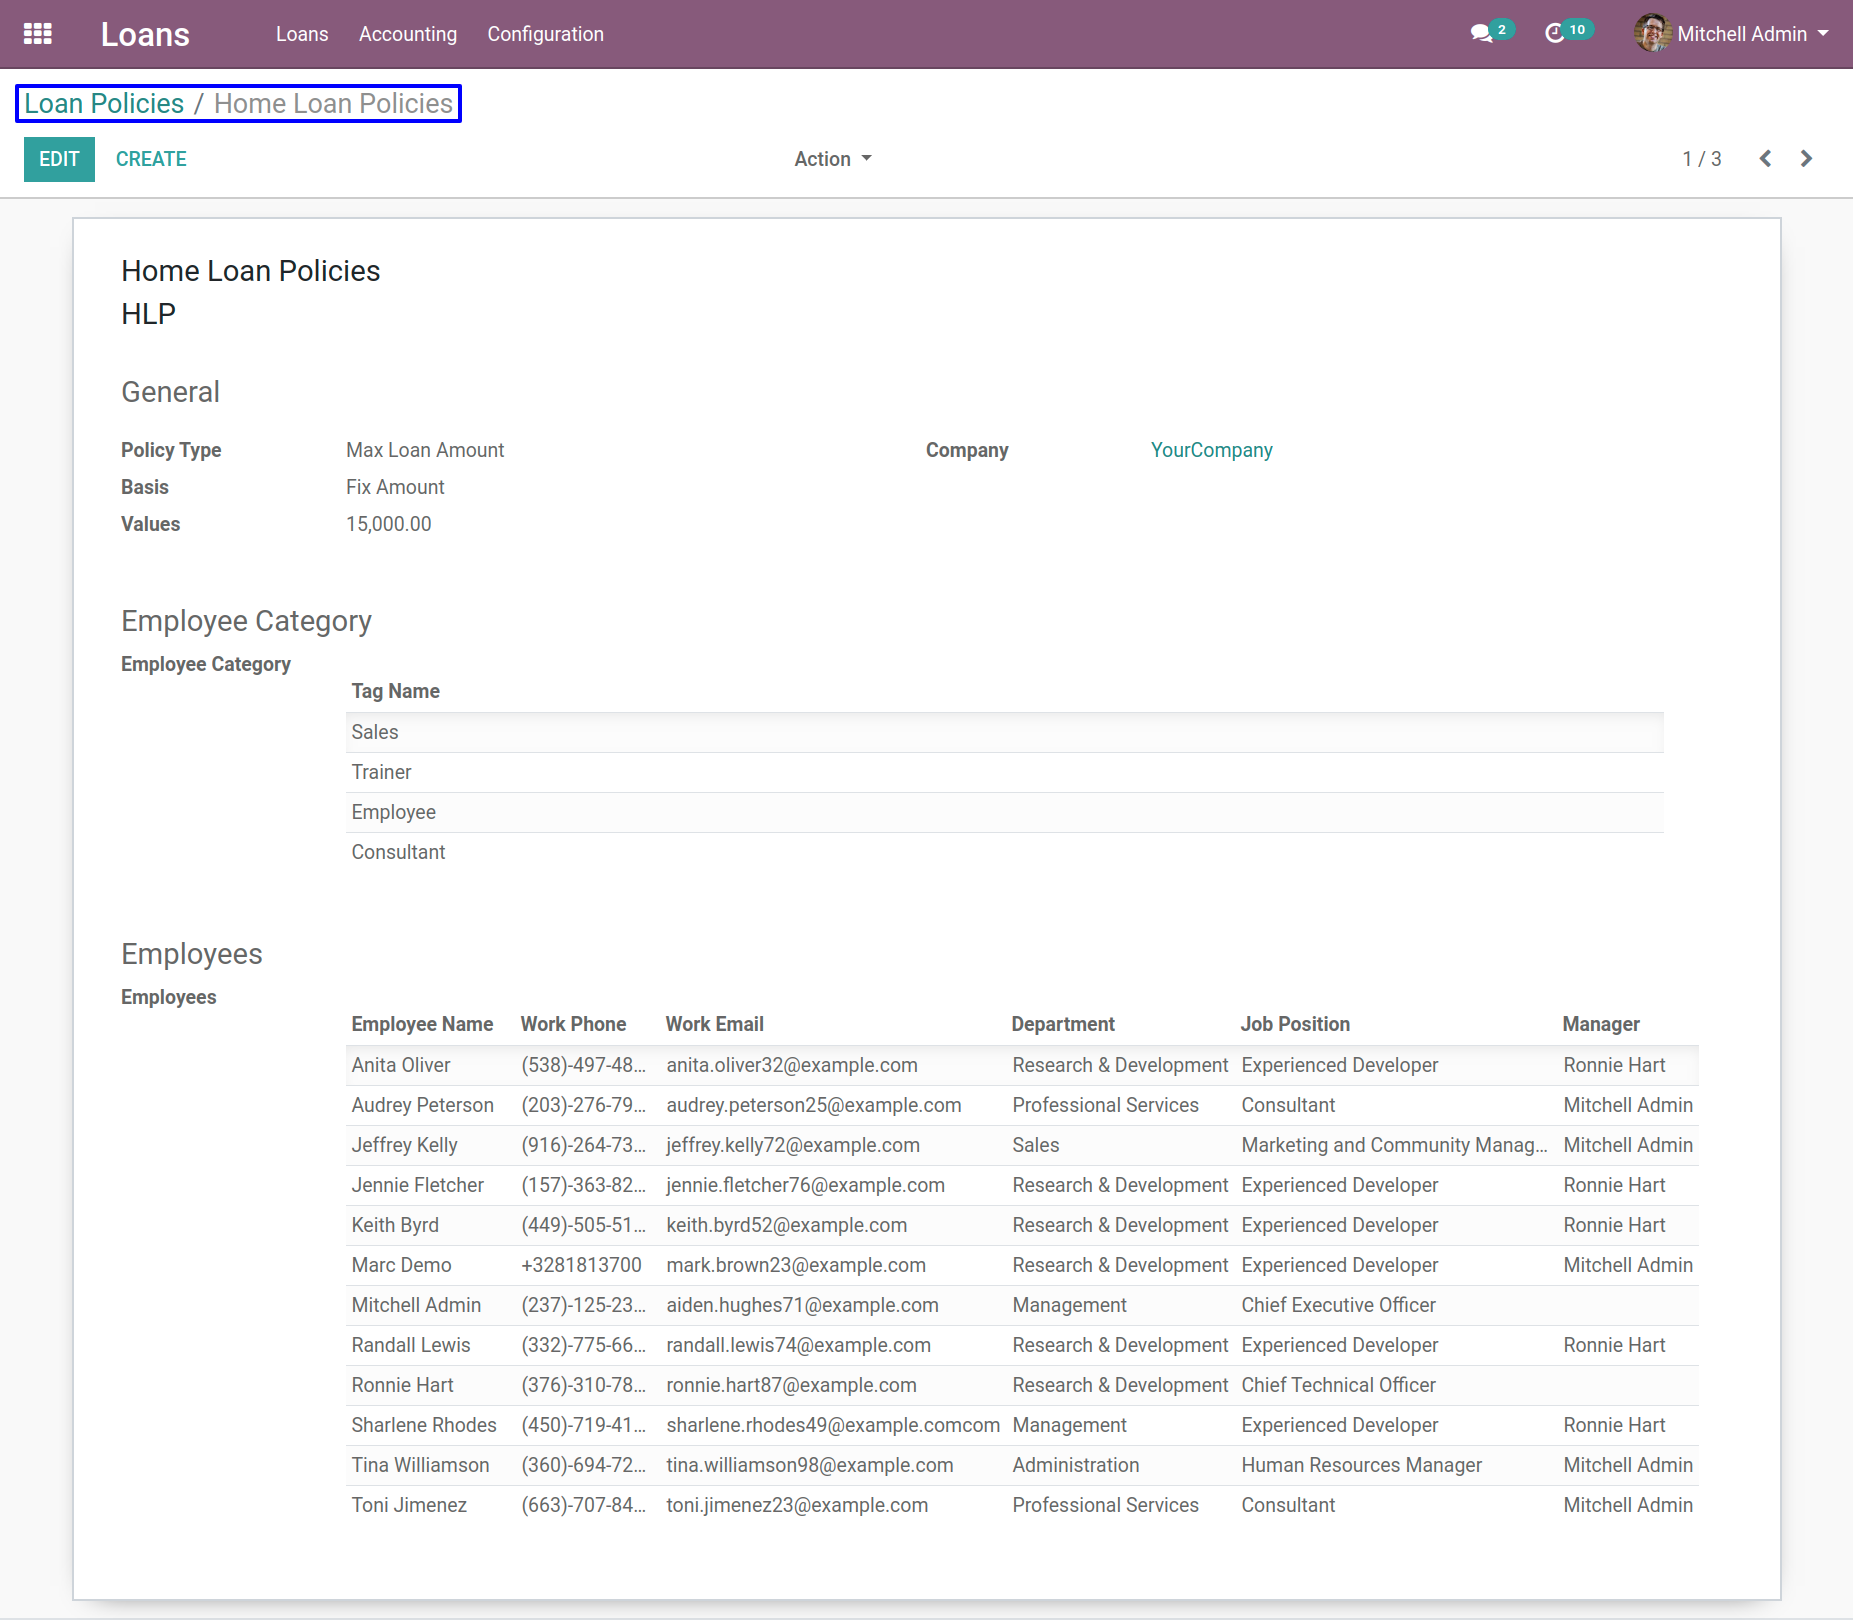 Loans Loans Accounting Configuration 2 10 Mitchell Admin
Loan Policies / Home Loan Policies
EDIT CREATE Action 1 / 3
Home Loan Policies
HLP
General
Policy Type Max Loan Amount Company YourCompany
Basis Fix Amount
Values 15,000.00
Employee Category
Employee Category
Tag Name
Sales
Trainer
Employee
Consultant
Employees
Employees
Employee Name Work Phone Work Email Department Job Position Manager
Anita Oliver (538)-497-48... anita.oliver32@example.com Research & Development Experienced Developer Ronnie Hart
Audrey Peterson (203)-276-79... audrey.peterson25@example.com Professional Services Consultant Mitchell Admin
Jeffrey Kelly (916)-264-73... jeffrey.kelly72@example.com Sales Marketing and Community Manag... Mitchell Admin
Jennie Fletcher (157)-363-82... jennie.fletcher76@example.com Research & Development Experienced Developer Ronnie Hart
Keith Byrd (449)-505-51... keith.byrd52@example.com Research & Development Experienced Developer Ronnie Hart
Marc Demo +3281813700 mark.brown23@example.com Research & Development Experienced Developer Mitchell Admin
Mitchell Admin (237)-125-23... aiden.hughes71@example.com Management Chief Executive Officer
Randall Lewis (332)-775-66... randall.lewis74@example.com Research & Development Experienced Developer Ronnie Hart
Ronnie Hart (376)-310-78... ronnie.hart87@example.com Research & Development Chief Technical Officer
Sharlene Rhodes (450)-719-41... sharlene.rhodes49@example.comcom Management Experienced Developer Ronnie Hart
Tina Williamson (360)-694-72... tina.williamson98@example.com Administration Human Resources Manager Mitchell Admin
Toni Jimenez (663)-707-84... toni.jimenez23@example.com Professional Services Consultant Mitchell Admin